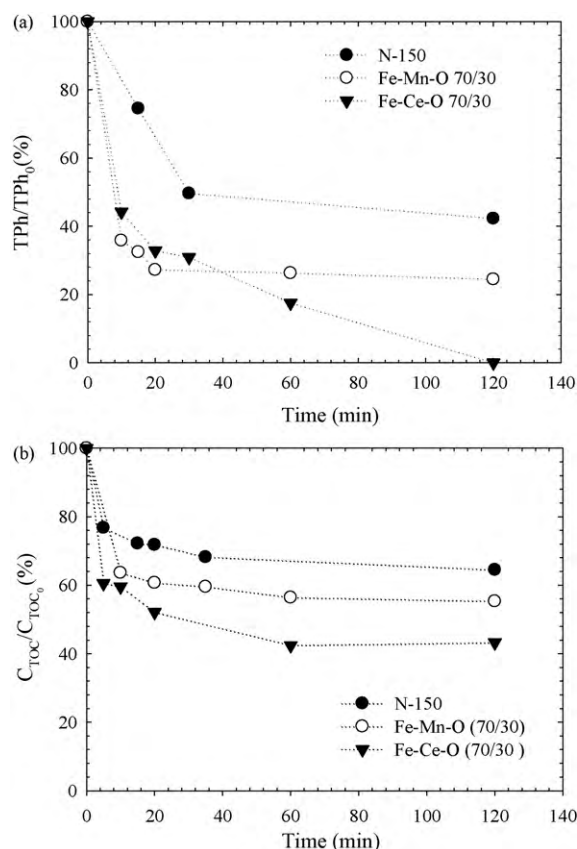 (a)
100
80
60
40
20
0
TPh/TPh₀(%)
N-150
Fe-Mn-O 70/30
Fe-Ce-O 70/30
0 20 40 60 80 100 120 140
Time (min)
(b)
100
80
60
40
20
0
C_TOC/C_TOC₀(%)
N-150
Fe-Mn-O (70/30)
Fe-Ce-O (70/30 )
0 20 40 60 80 100 120 140
Time (min)